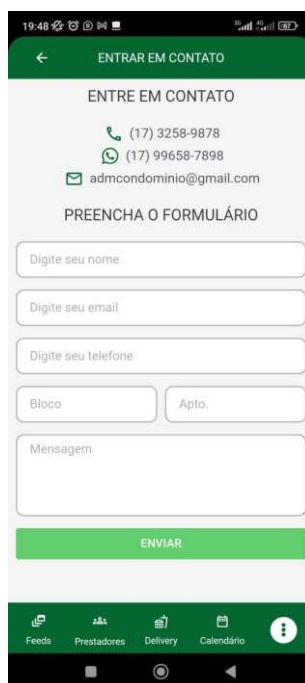 19:48
ENTRAR EM CONTATO
ENTRE EM CONTATO
(17) 3258-9878
(17) 99658-7898
admcondominio@gmail.com
PREENCHA O FORMULÁRIO
Digite seu nome
Digite seu email
Digite seu telefone
Bloco
Apto.
Mensagem
ENVIAR
Feeds Prestadores Delivery Calendário